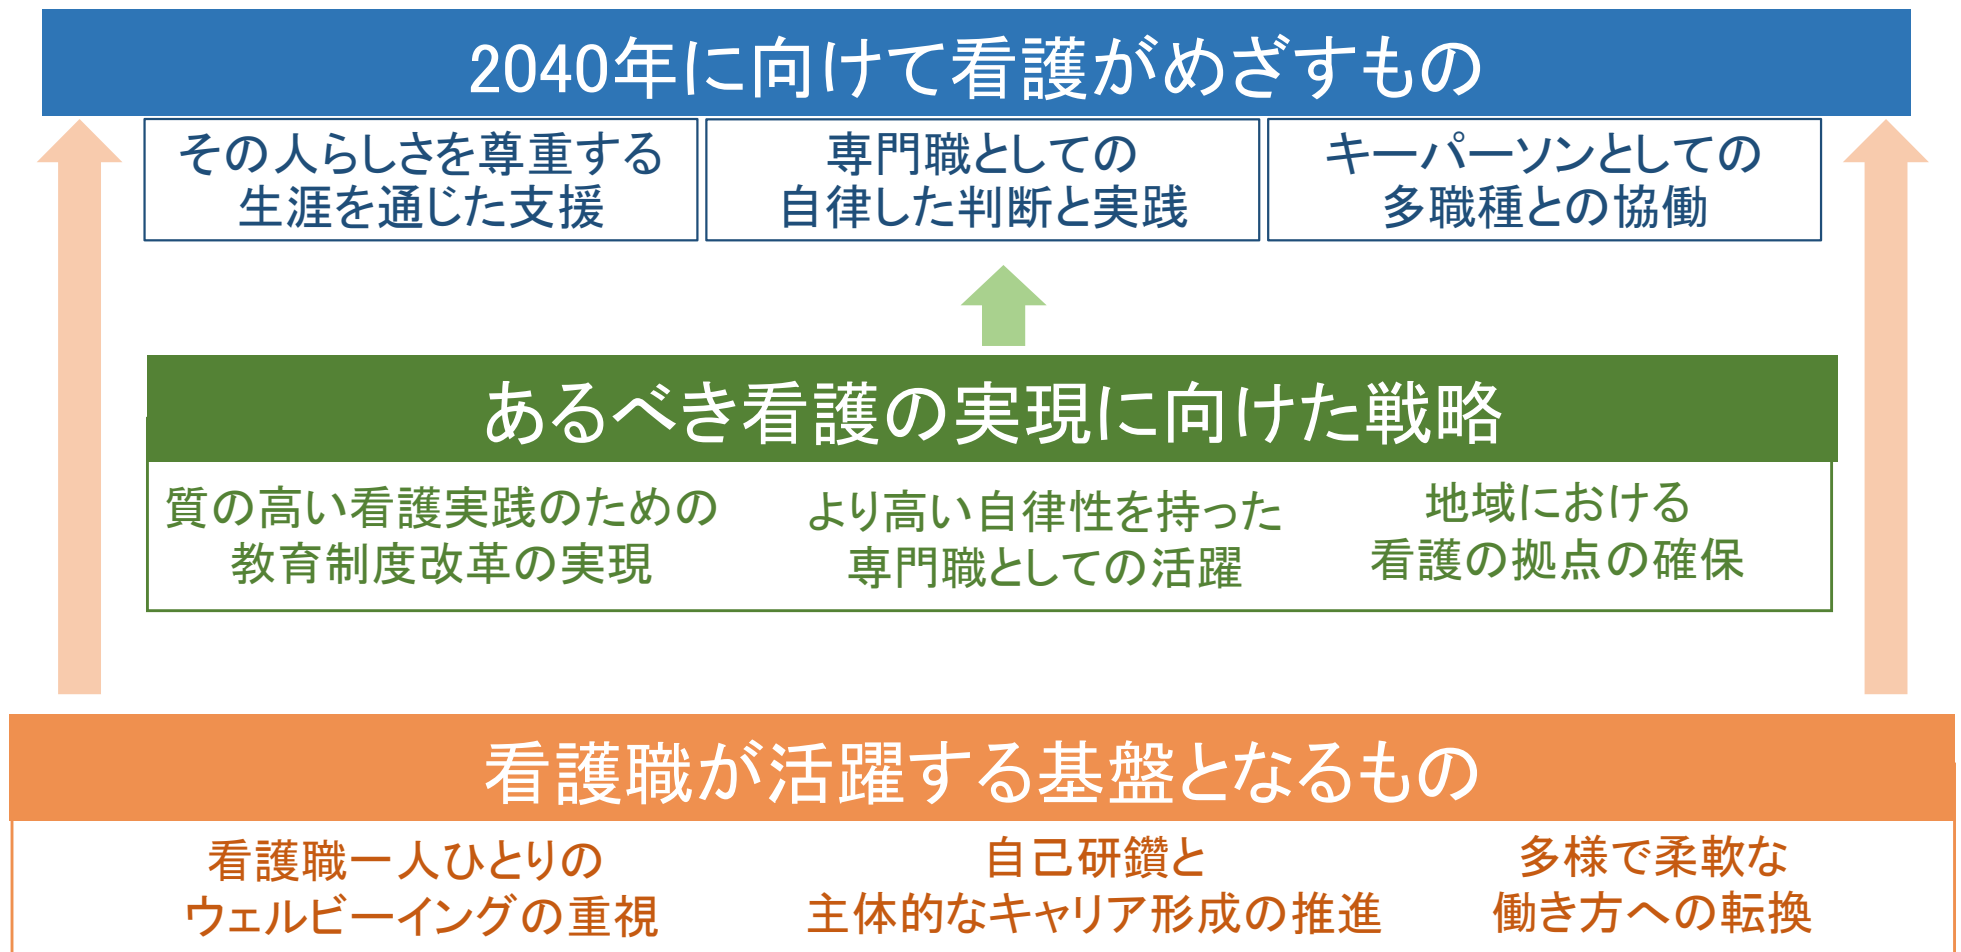 2040年に向けて看護がめざすもの
その人らしさを尊重する
生涯を通じた支援
専門職としての
自律した判断と実践
キーパーソンとしての
多職種との協働
あるべき看護の実現に向けた戦略
質の高い看護実践のための
教育制度改革の実現
より高い自律性を持った
専門職としての活躍
地域における
看護の拠点の確保
看護職が活躍する基盤となるもの
看護職一人ひとりの
ウェルビーイングの重視
自己研鑽と
主体的なキャリア形成の推進
多様で柔軟な
働き方への転換